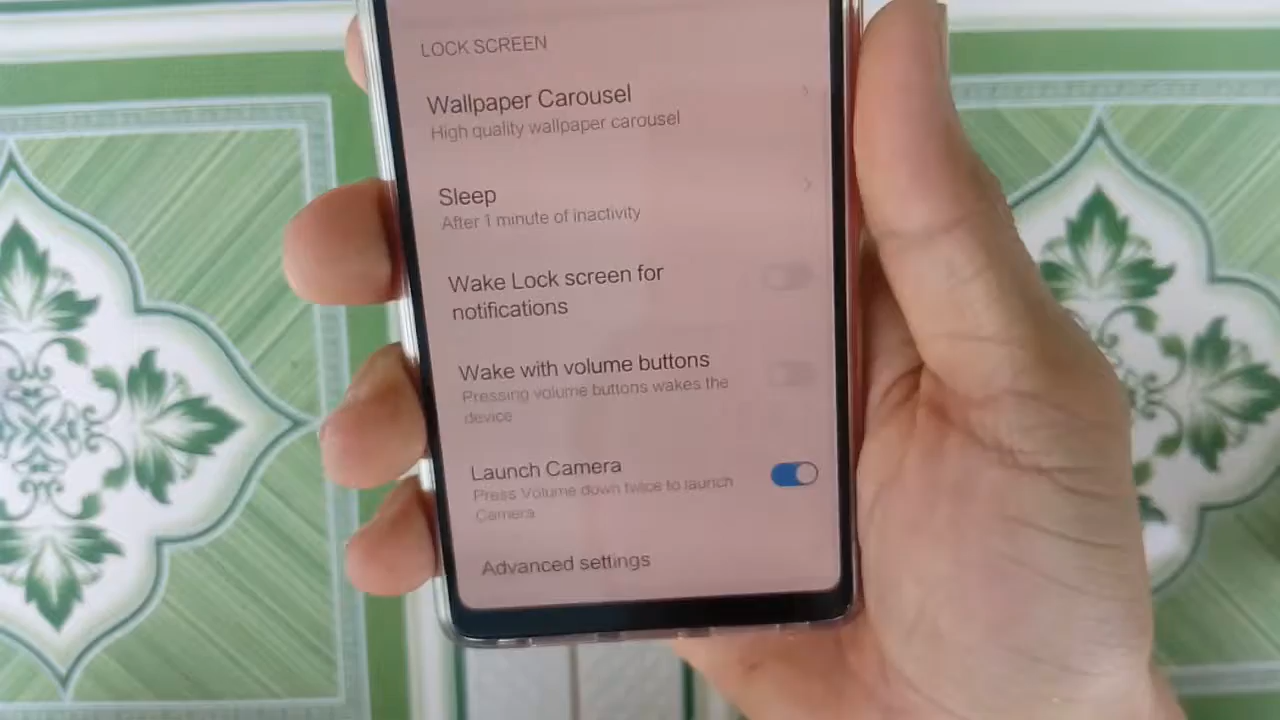 LOCK SCREEN
Wallpaper Carousel
High quality wallpaper carousel
Sleep
After 1 minute of inactivity
Wake Lock screen for
notifications
Wake with volume buttons
Pressing volume buttons wakes the
device
Launch Camera
Press Volume down twice to launch
Camera
Advanced settings